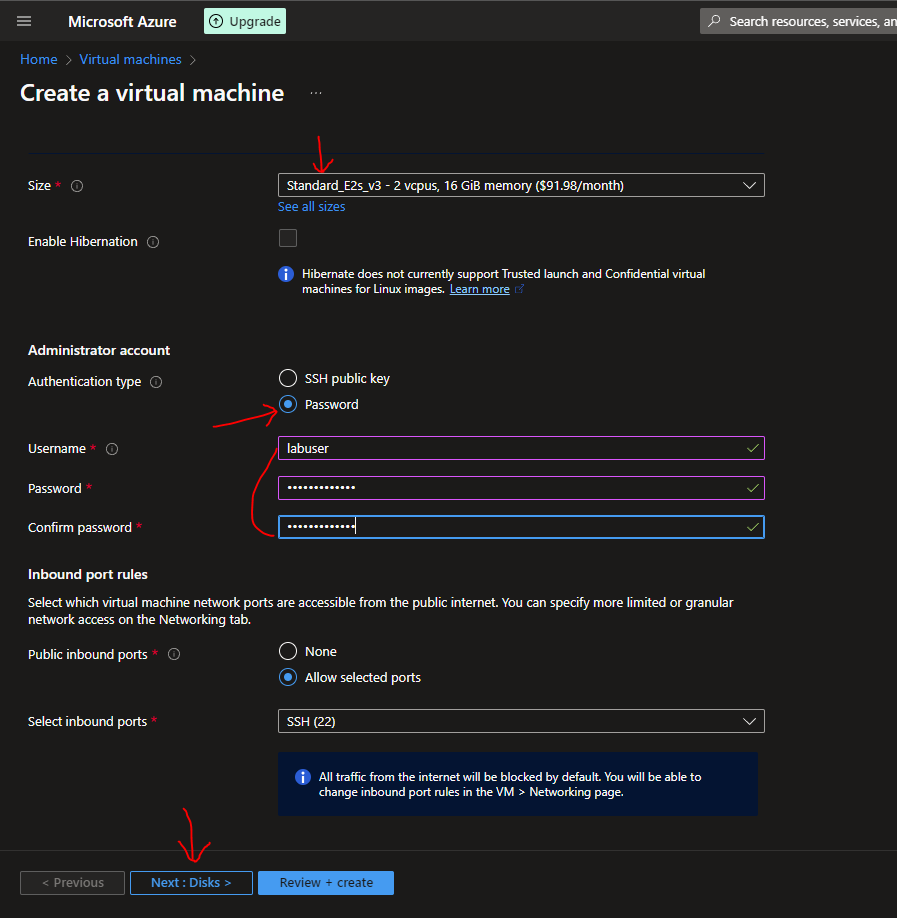 Microsoft Azure
Upgrade
Search resources, services, an
Home > Virtual machines >
Create a virtual machine ...
Size *
Standard_E2s_v3 - 2 vcpus, 16 GiB memory ($91.98/month)
See all sizes
Enable Hibernation
Hibernate does not currently support Trusted launch and Confidential virtual
machines for Linux images. Learn more
Administrator account
Authentication type
SSH public key
Password
Username *
labuser
Password *
•••••••••••••
Confirm password *
•••••••••••••
Inbound port rules
Select which virtual machine network ports are accessible from the public internet. You can specify more limited or granular
network access on the Networking tab.
Public inbound ports *
None
Allow selected ports
Select inbound ports *
SSH (22)
All traffic from the internet will be blocked by default. You will be able to
change inbound port rules in the VM > Networking page.
< Previous
Next : Disks >
Review + create